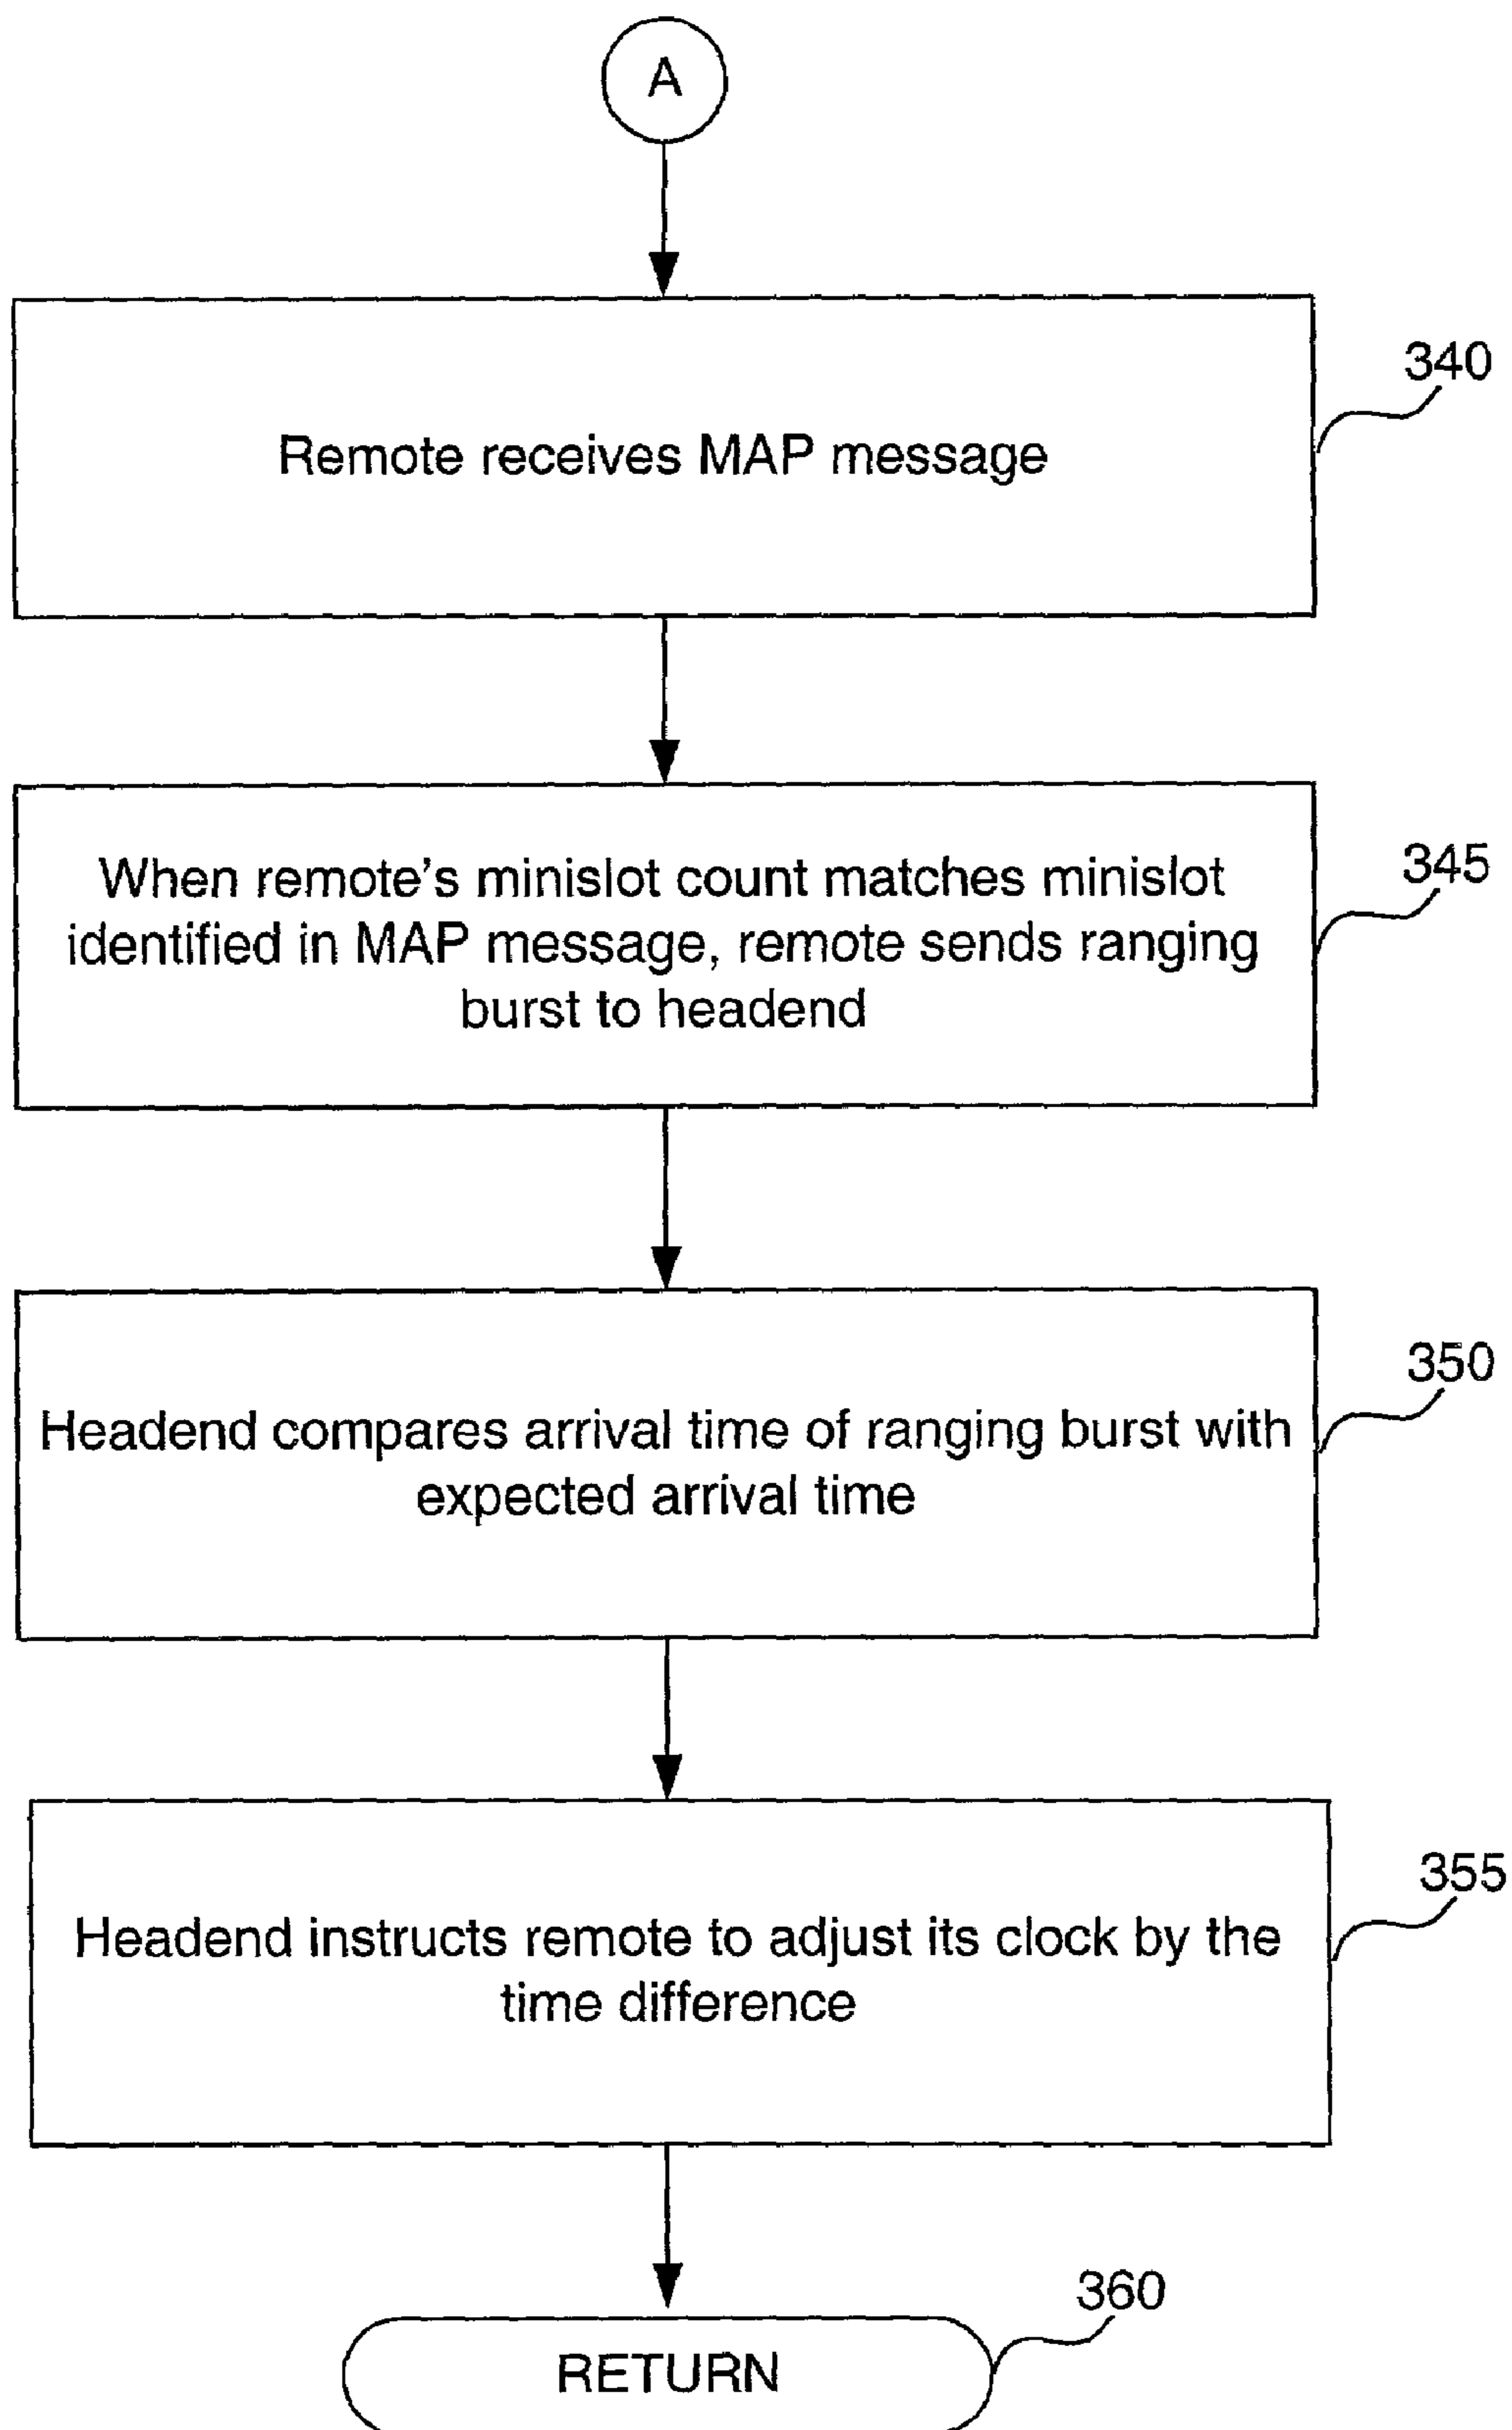 A
340
Remote receives MAP message
345
When remote's minislot count matches minislot
identified in MAP message, remote sends ranging
burst to headend
350
Headend compares arrival time of ranging burst with
expected arrival time
355
Headend instructs remote to adjust its clock by the
time difference
360
RETURN